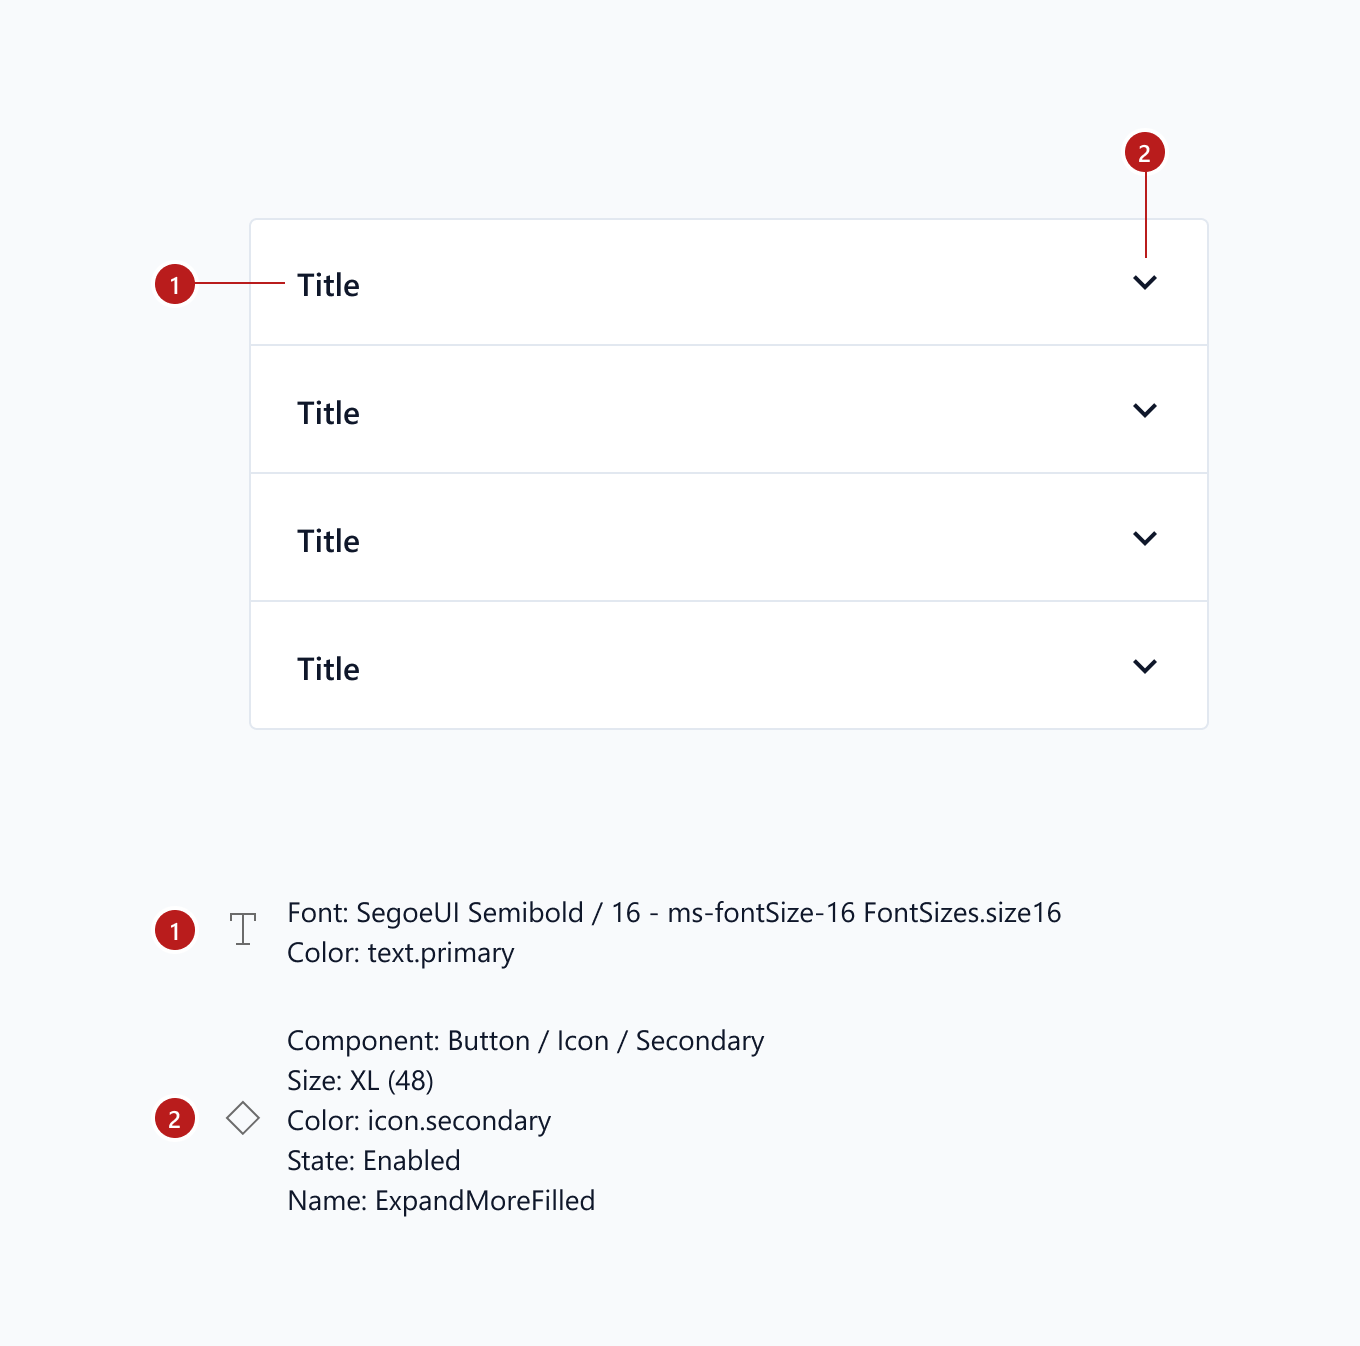 2
1 Title
Title
Title
Title
1 Font: SegoeUI Semibold / 16 - ms-fontSize-16 FontSizes.size16
Color: text.primary
Component: Button / Icon / Secondary
Size: XL (48)
2 Color: icon.secondary
State: Enabled
Name: ExpandMoreFilled